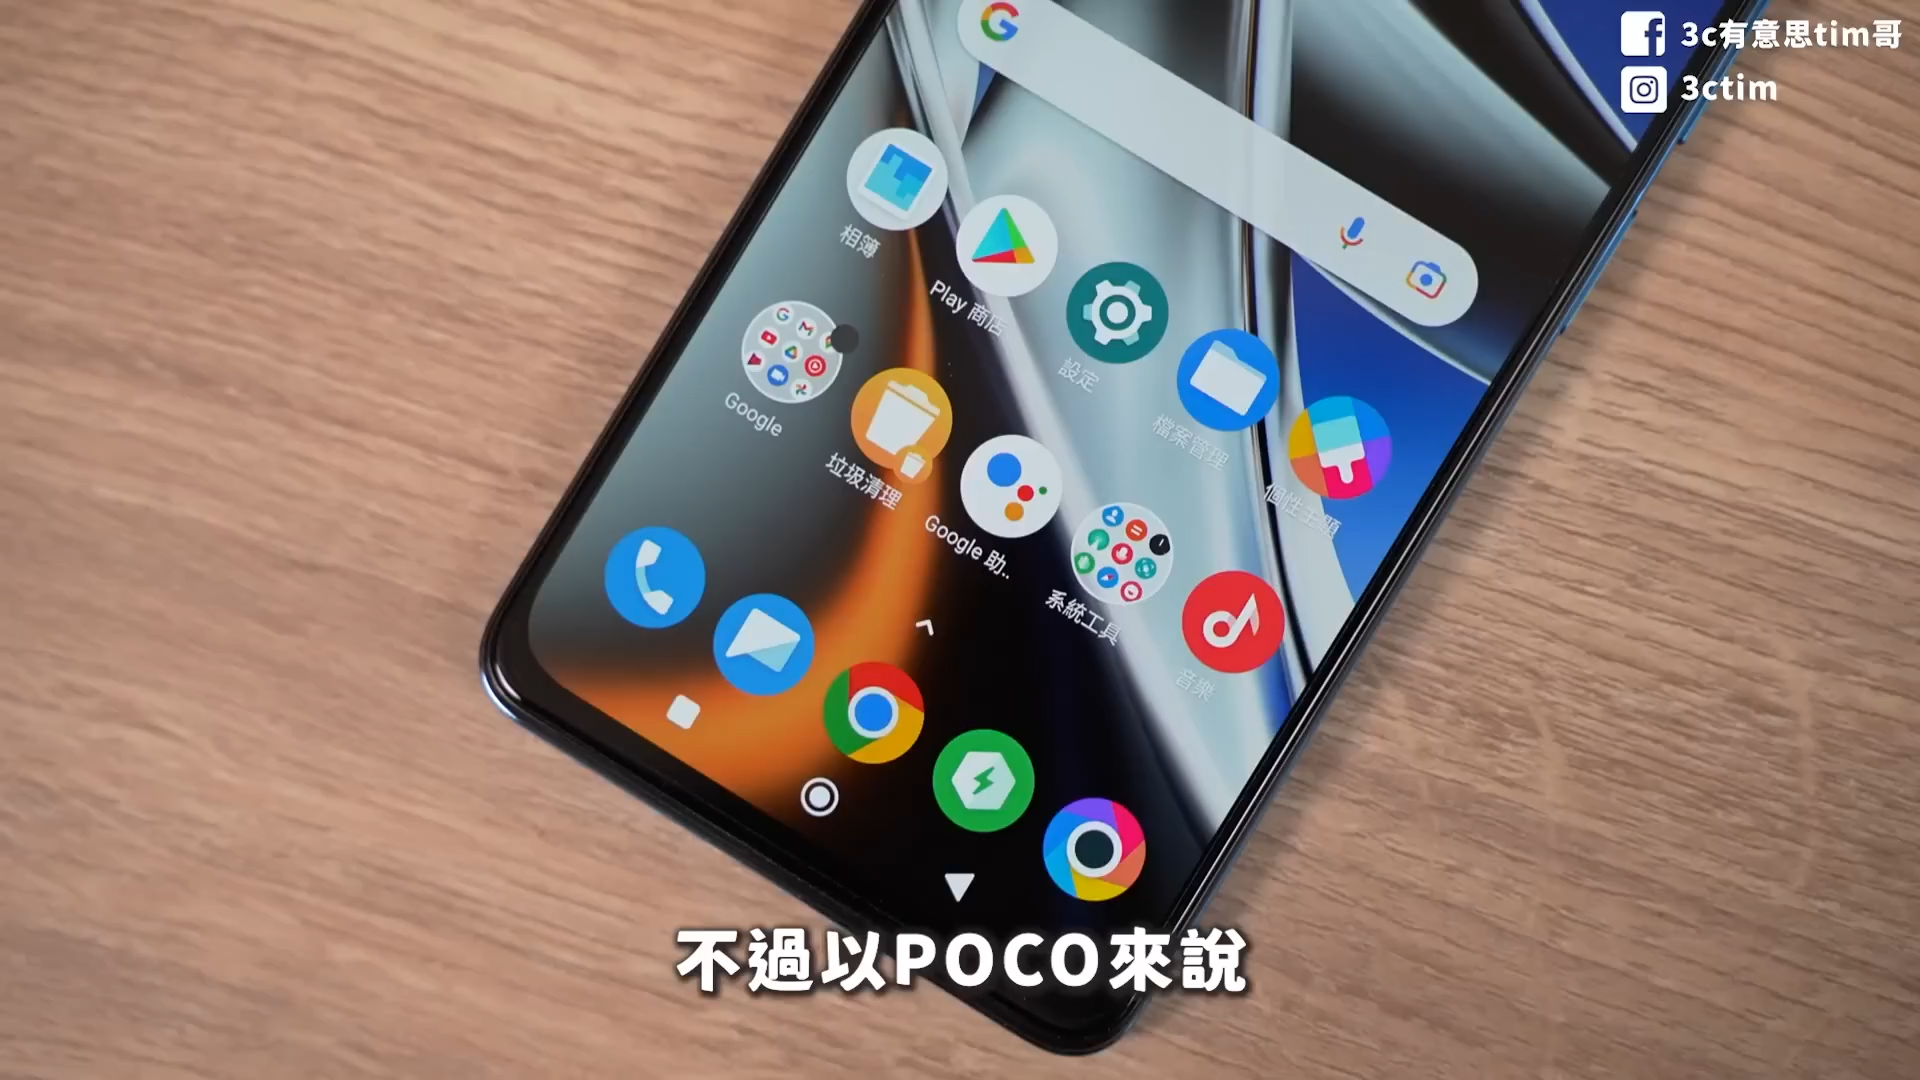 3c有意思tim哥
3ctim
相簿
Play 商店
設定
檔案管理
個性主題
Google
垃圾清理
Google 助..
系統工具
音樂
不過以POCO來說